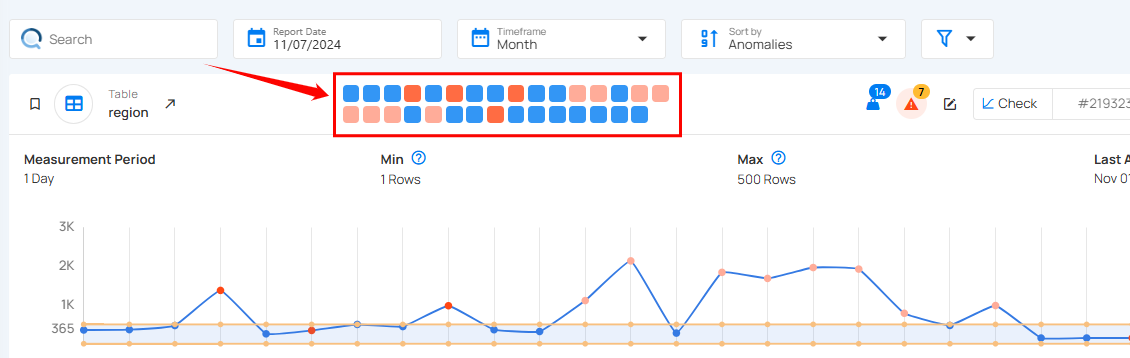 Search
Report Date
11/07/2024
Timeframe
Month
Sort by
Anomalies
Table
region
14
7
Check
#219323
Measurement Period
1 Day
Min
1 Rows
Max
500 Rows
Last A
Nov 01
3K
2K
1K
365